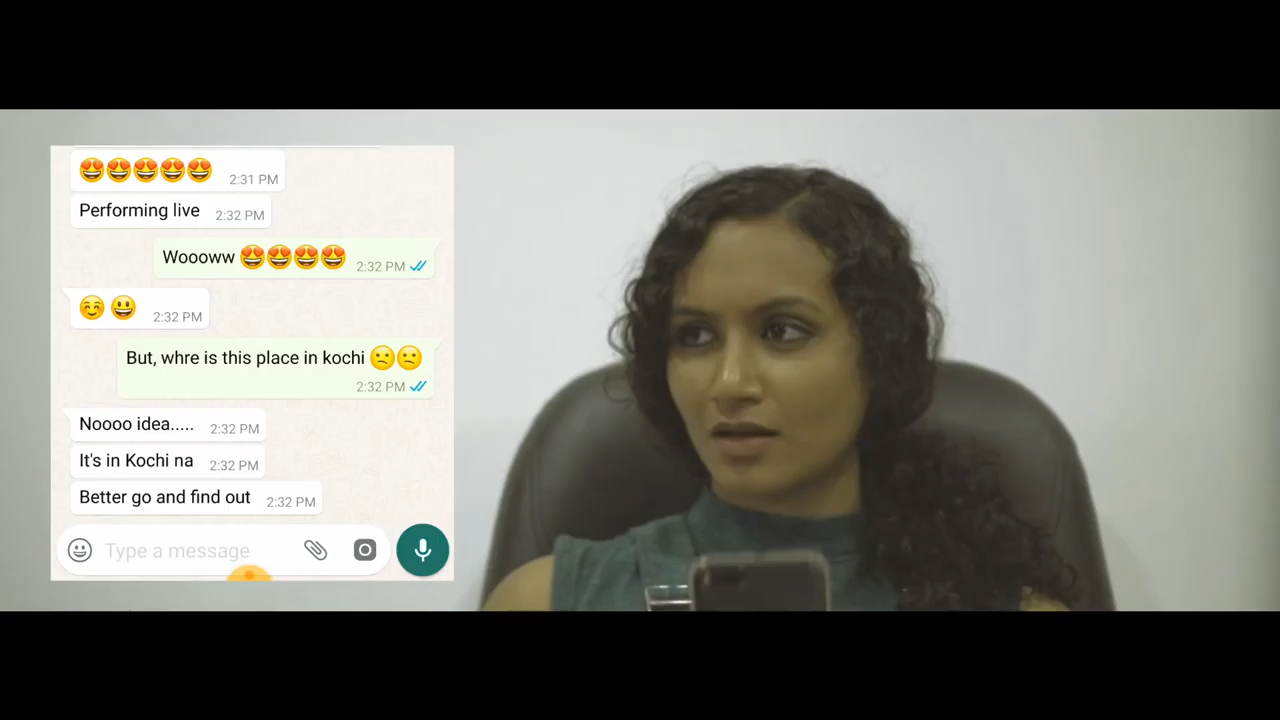 😍😍😍😍😍 2:31 PM
Performing live 2:32 PM
Woooww 😍😍😍😍 2:32 PM
☺️ 😃 2:32 PM
But, whre is this place in kochi 😕😕
2:32 PM
Noooo idea..... 2:32 PM
It's in Kochi na 2:32 PM
Better go and find out 2:32 PM
Type a message